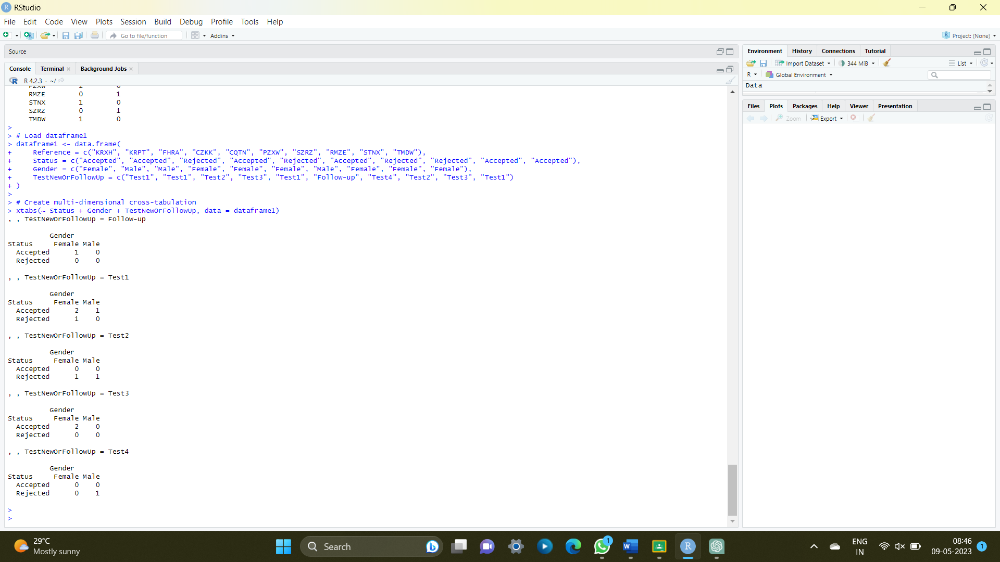 RStudio
File Edit Code View Plots Session Build Debug Profile Tools Help
Go to file/function Addins Project: (None)
Source
Console Terminal Background Jobs
R 4.2.3 · ~/
PZXW 1 0
RMZE 0 1
STNX 1 0
SZRZ 0 1
TMDW 1 0
>
> # Load dataframe1
> dataframe1 <- data.frame(
+ Reference = c("KRXH", "KRPT", "FHRA", "CZKK", "CQTN", "PZXW", "SZRZ", "RMZE", "STNX", "TMDW"),
+ Status = c("Accepted", "Accepted", "Rejected", "Accepted", "Rejected", "Accepted", "Rejected", "Rejected", "Accepted", "Accepted"),
+ Gender = c("Female", "Male", "Male", "Female", "Female", "Female", "Male", "Female", "Female", "Female"),
+ TestNewOrFollowUp = c("Test1", "Test1", "Test2", "Test3", "Test1", "Follow-up", "Test4", "Test2", "Test3", "Test1")
+ )
>
> # Create multi-dimensional cross-tabulation
> xtabs(~ Status + Gender + TestNewOrFollowUp, data = dataframe1)
, , TestNewOrFollowUp = Follow-up
Gender
Status Female Male
Accepted 1 0
Rejected 0 0
, , TestNewOrFollowUp = Test1
Gender
Status Female Male
Accepted 2 1
Rejected 1 0
, , TestNewOrFollowUp = Test2
Gender
Status Female Male
Accepted 0 0
Rejected 1 1
, , TestNewOrFollowUp = Test3
Gender
Status Female Male
Accepted 2 0
Rejected 0 0
, , TestNewOrFollowUp = Test4
Gender
Status Female Male
Accepted 0 0
Rejected 0 1
>
>
Environment History Connections Tutorial
Import Dataset 344 MiB List
R Global Environment
Data
Files Plots Packages Help Viewer Presentation
Zoom Export
29°C
Mostly sunny
Search
1
ENG
IN
08:46
09-05-2023
1